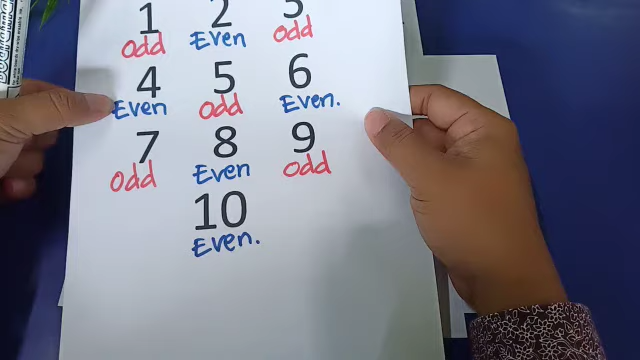 1 2 3
Odd Even Odd
4 5 6
Even Odd Even.
7 8 9
Odd Even Odd
10
Even.